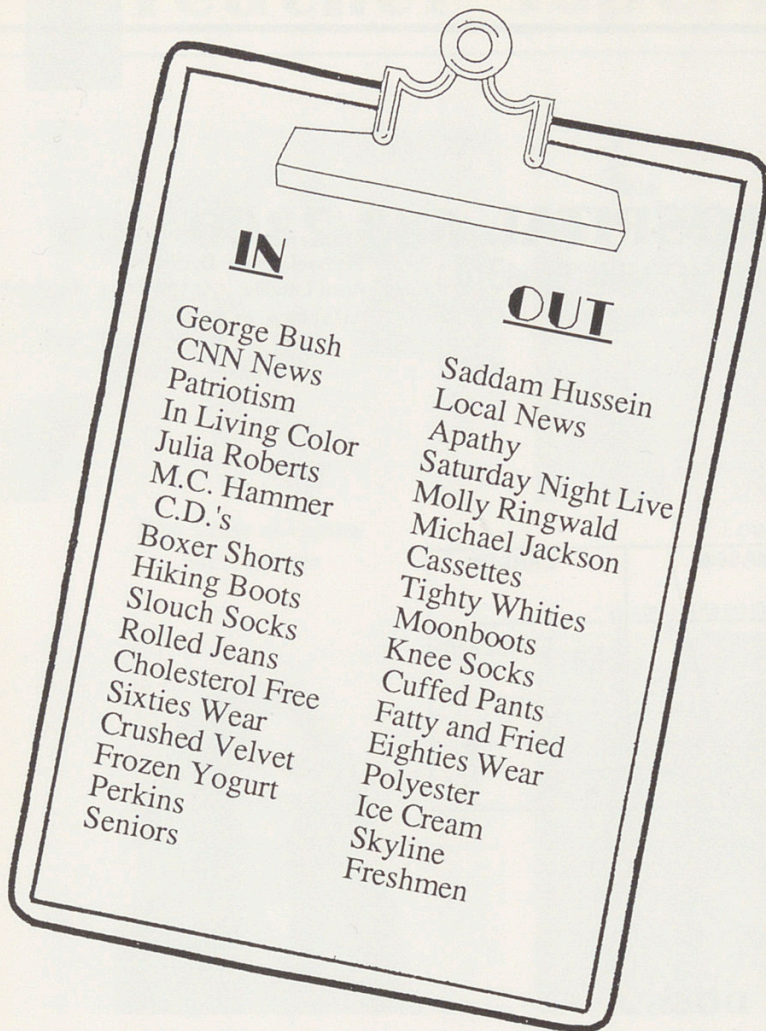 IN
George Bush
CNN News
Patriotism
In Living Color
Julia Roberts
M.C. Hammer
C.D.'s
Boxer Shorts
Hiking Boots
Slouch Socks
Rolled Jeans
Cholesterol Free
Sixties Wear
Crushed Velvet
Frozen Yogurt
Perkins
Seniors
OUT
Saddam Hussein
Local News
Apathy
Saturday Night Live
Molly Ringwald
Michael Jackson
Cassettes
Tighty Whities
Moonboots
Knee Socks
Cuffed Pants
Fatty and Fried
Eighties Wear
Polyester
Ice Cream
Skyline
Freshmen